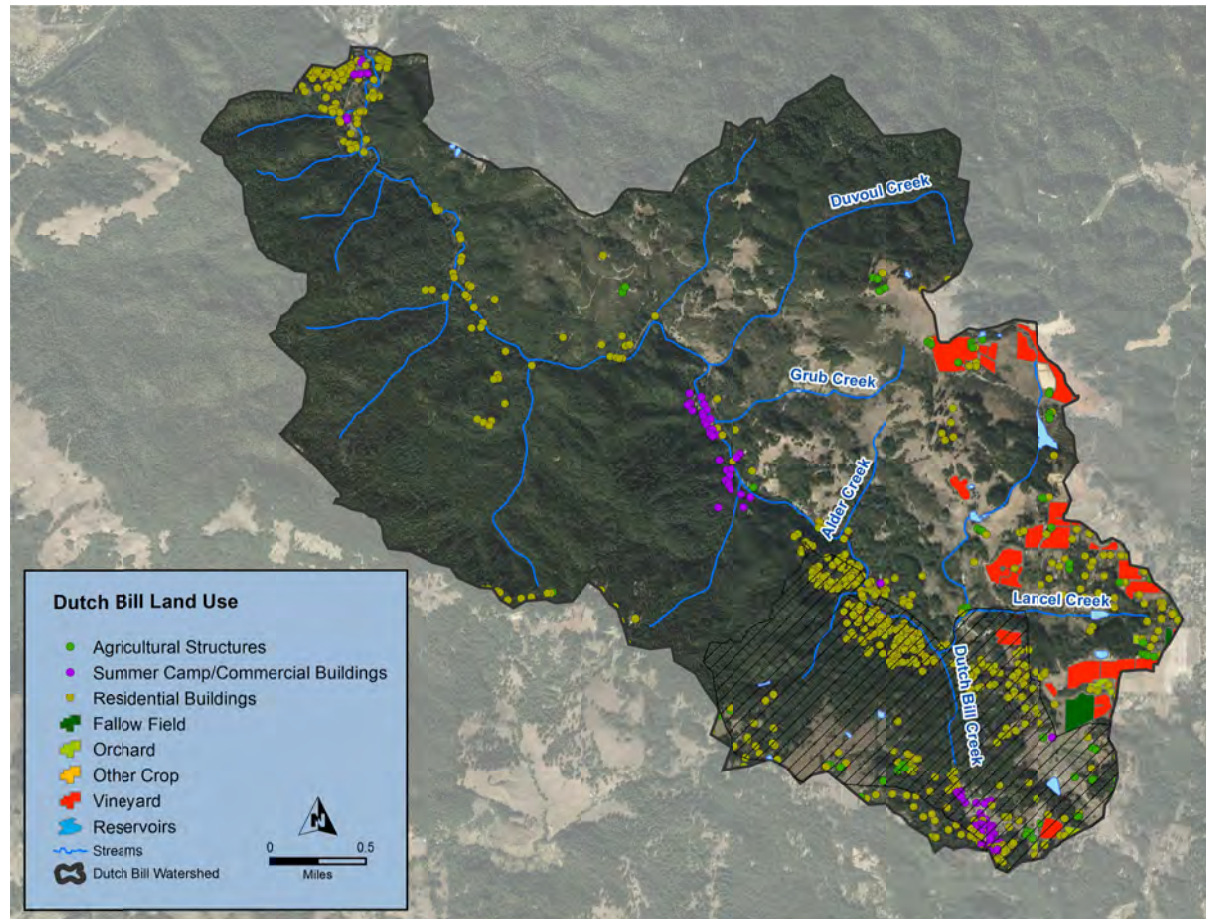 Duvoul Creek
Grub Creek
Alder Creek
Larcel Creek
Dutch Bill Creek
Dutch Bill Land Use
Agricultural Structures
Summer Camp/Commercial Buildings
Residential Buildings
Fallow Field
Orchard
Other Crop
Vineyard
Reservoirs
Streams
Dutch Bill Watershed
N
0 0.5
Miles